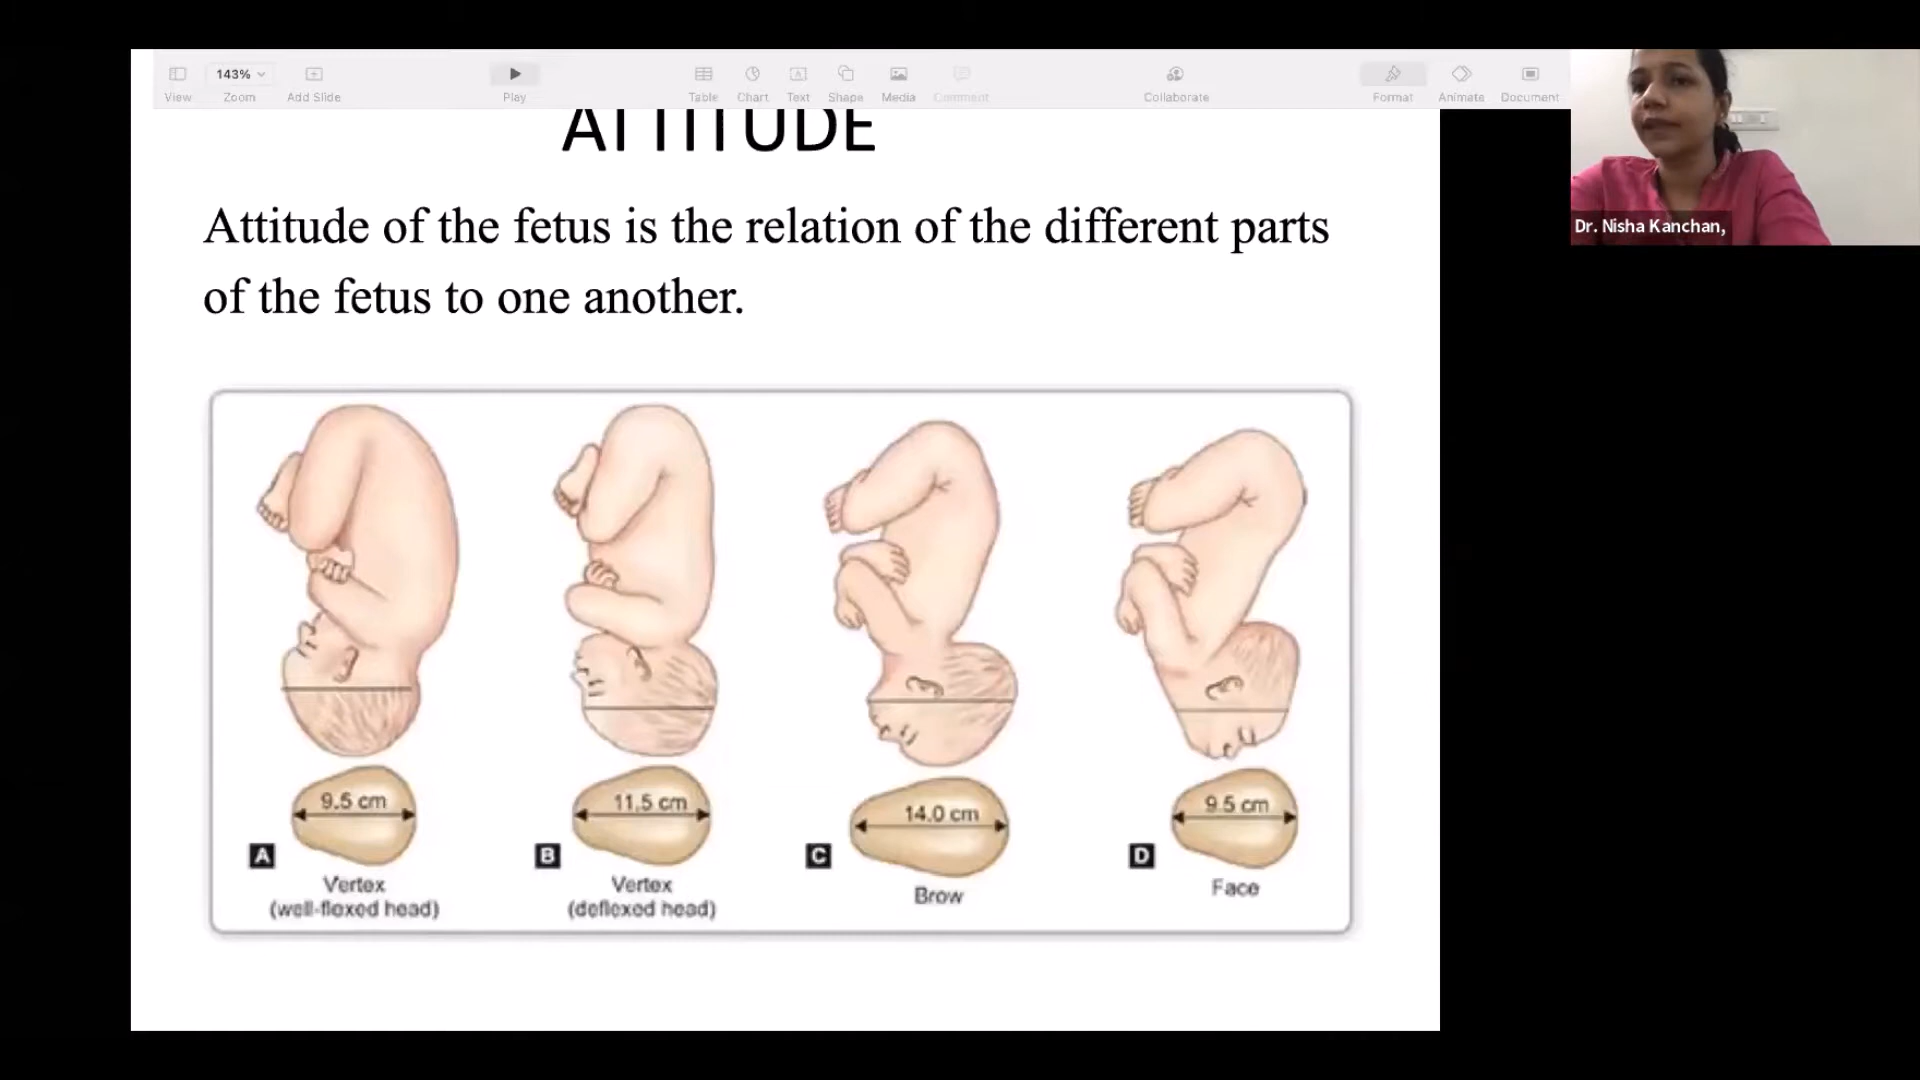 143%
View
Zoom
Add Slide
Play
Table
Chart
Text
Shape
Media
Comment
Collaborate
Format
Animate
Document
Dr. Nisha Kanchan,
ATTITUDE
Attitude of the fetus is the relation of the different parts
of the fetus to one another.
9.5 cm
A
Vertex
(well-flexed head)
11.5 cm
B
Vertex
(deflexed head)
14.0 cm
C
Brow
9.5 cm
D
Face